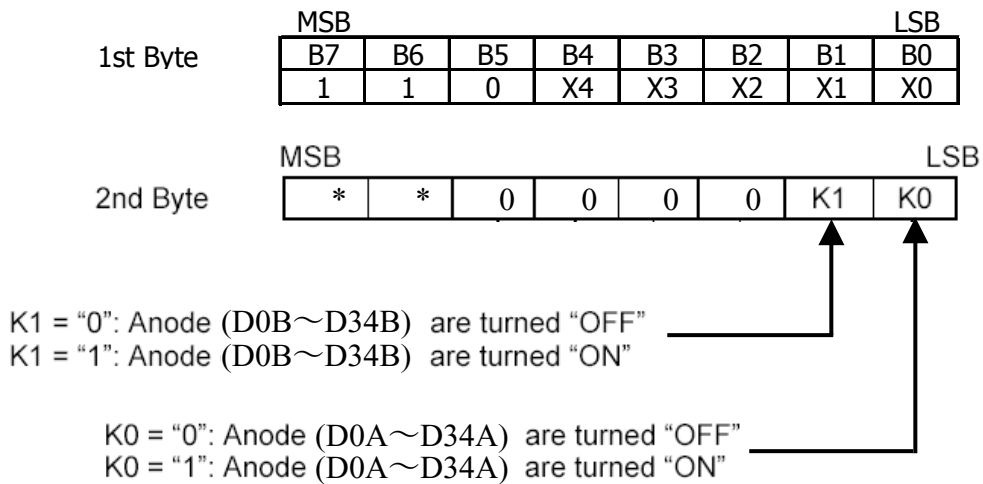 MSB LSB
1st Byte B7 B6 B5 B4 B3 B2 B1 B0
1 1 0 X4 X3 X2 X1 X0
MSB LSB
2nd Byte * * 0 0 0 0 K1 K0
K1 = “0”: Anode (D0B～D34B) are turned “OFF”
K1 = “1”: Anode (D0B～D34B) are turned “ON”
K0 = “0”: Anode (D0A～D34A) are turned “OFF”
K0 = “1”: Anode (D0A～D34A) are turned “ON”